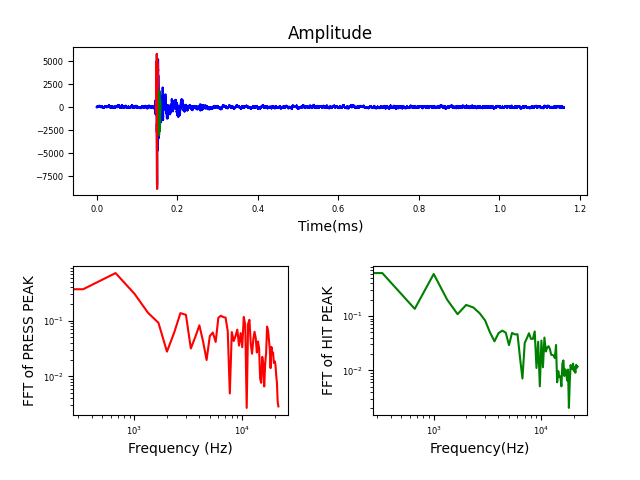 Amplitude
5000
2500
0
−2500
−5000
−7500
0.0 0.2 0.4 0.6 0.8 1.0 1.2
Time(ms)
FFT of PRESS PEAK
10⁻¹
10⁻²
10³ 10⁴
Frequency (Hz)
FFT of HIT PEAK
10⁻¹
10⁻²
10³ 10⁴
Frequency(Hz)